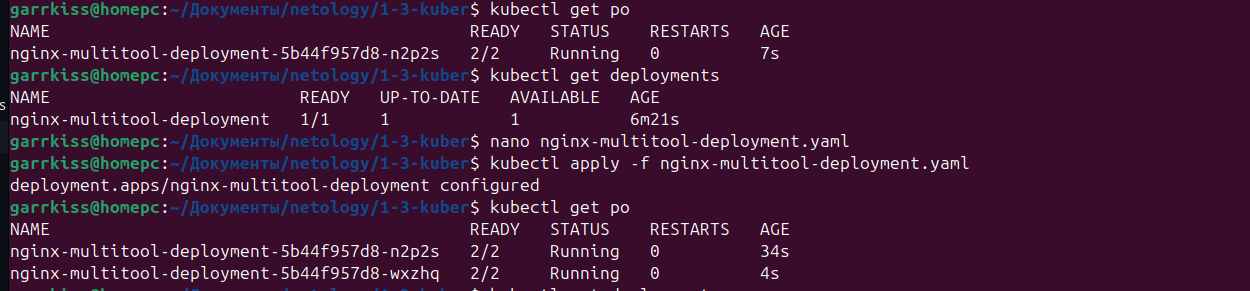 garrkiss@homepc:~/Документы/netology/1-3-kuber$ kubectl get po
NAME READY STATUS RESTARTS AGE
nginx-multitool-deployment-5b44f957d8-n2p2s 2/2 Running 0 7s
garrkiss@homepc:~/Документы/netology/1-3-kuber$ kubectl get deployments
NAME READY UP-TO-DATE AVAILABLE AGE
nginx-multitool-deployment 1/1 1 1 6m21s
garrkiss@homepc:~/Документы/netology/1-3-kuber$ nano nginx-multitool-deployment.yaml
garrkiss@homepc:~/Документы/netology/1-3-kuber$ kubectl apply -f nginx-multitool-deployment.yaml
deployment.apps/nginx-multitool-deployment configured
garrkiss@homepc:~/Документы/netology/1-3-kuber$ kubectl get po
NAME READY STATUS RESTARTS AGE
nginx-multitool-deployment-5b44f957d8-n2p2s 2/2 Running 0 34s
nginx-multitool-deployment-5b44f957d8-wxzhq 2/2 Running 0 4s